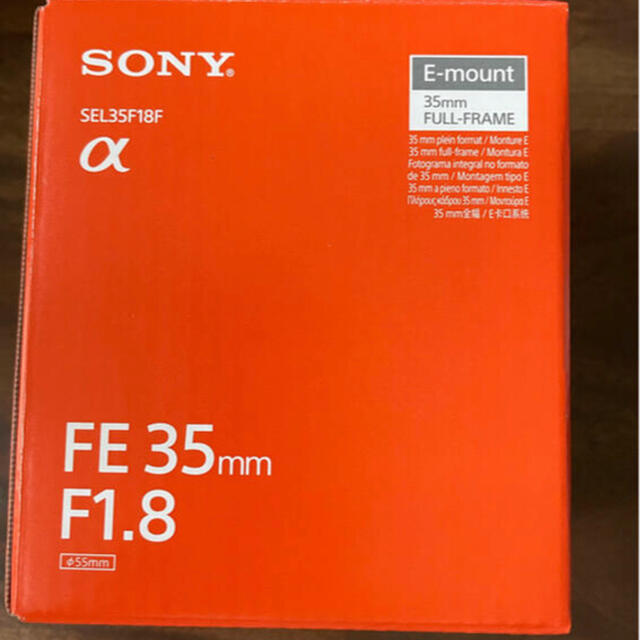 SONY®
SEL35F18F
α
E-mount
35mm
FULL-FRAME
35 mm plein format / Monture E
35 mm full-frame / Montura E
Fotograma integral no formato
de 35 mm / Montagem tipo E
35 mm a pieno formato / Innesto E
Πλήρους κάδρου 35 mm / Μοντούρα E
35 mm全幅 / E卡口系统
FE 35mm
F1.8
φ55mm